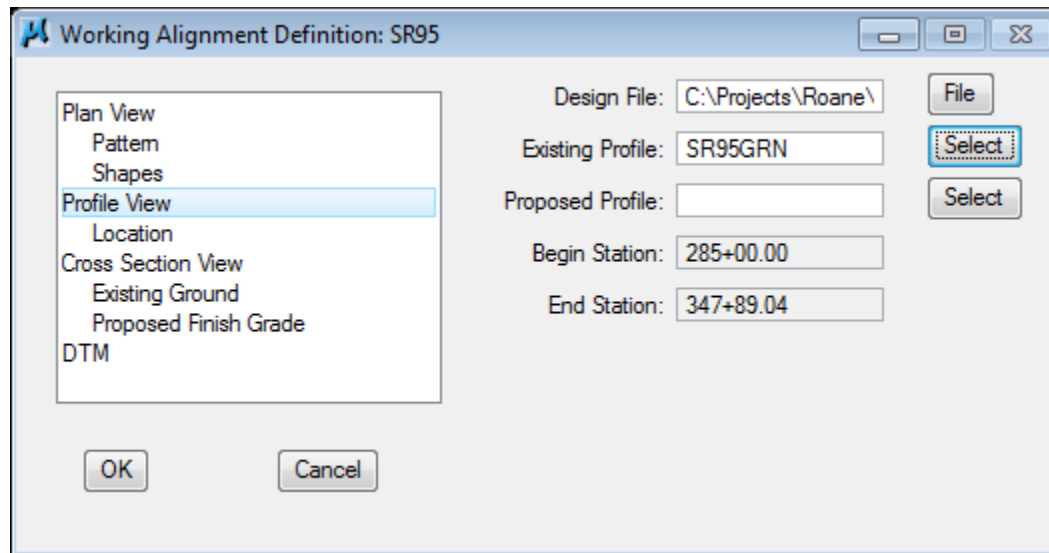 Working Alignment Definition: SR95
Plan View
Pattern
Shapes
Profile View
Location
Cross Section View
Existing Ground
Proposed Finish Grade
DTM
Design File: C:\Projects\Roane\ File
Existing Profile: SR95GRN Select
Proposed Profile: Select
Begin Station: 285+00.00
End Station: 347+89.04
OK Cancel